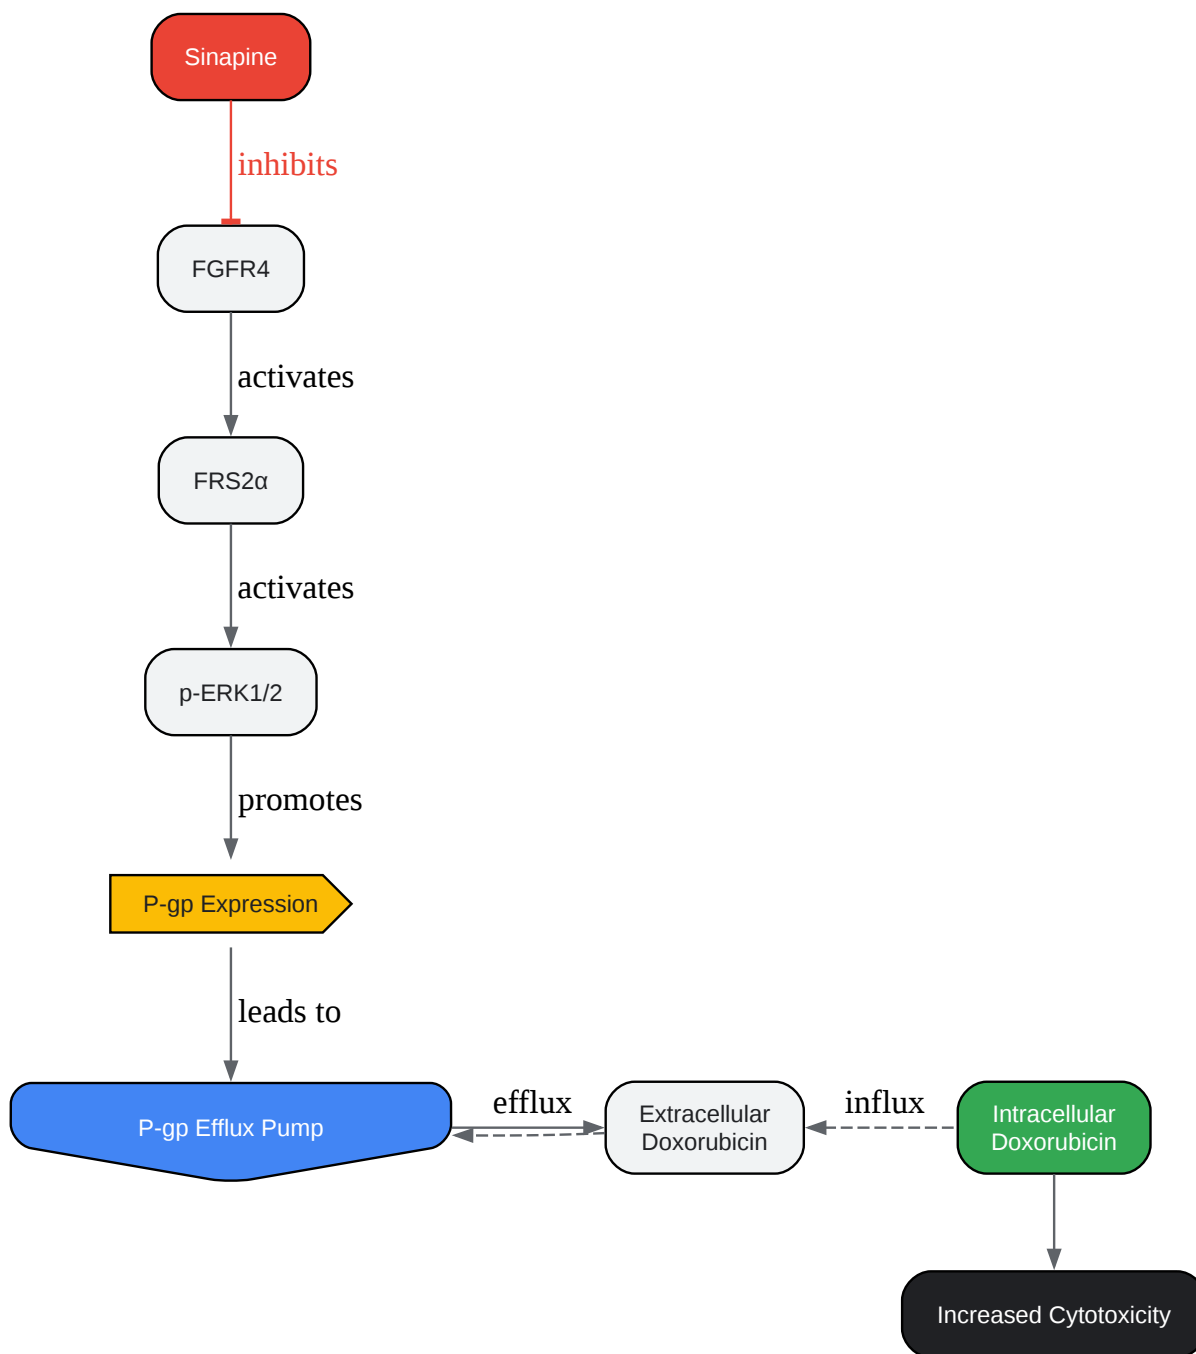 Sinapine
inhibits
FGFR4
activates
FRS2α
activates
p-ERK1/2
promotes
P-gp Expression
leads to
P-gp Efflux Pump
efflux
Extracellular
Doxorubicin
influx
Intracellular
Doxorubicin
Increased Cytotoxicity